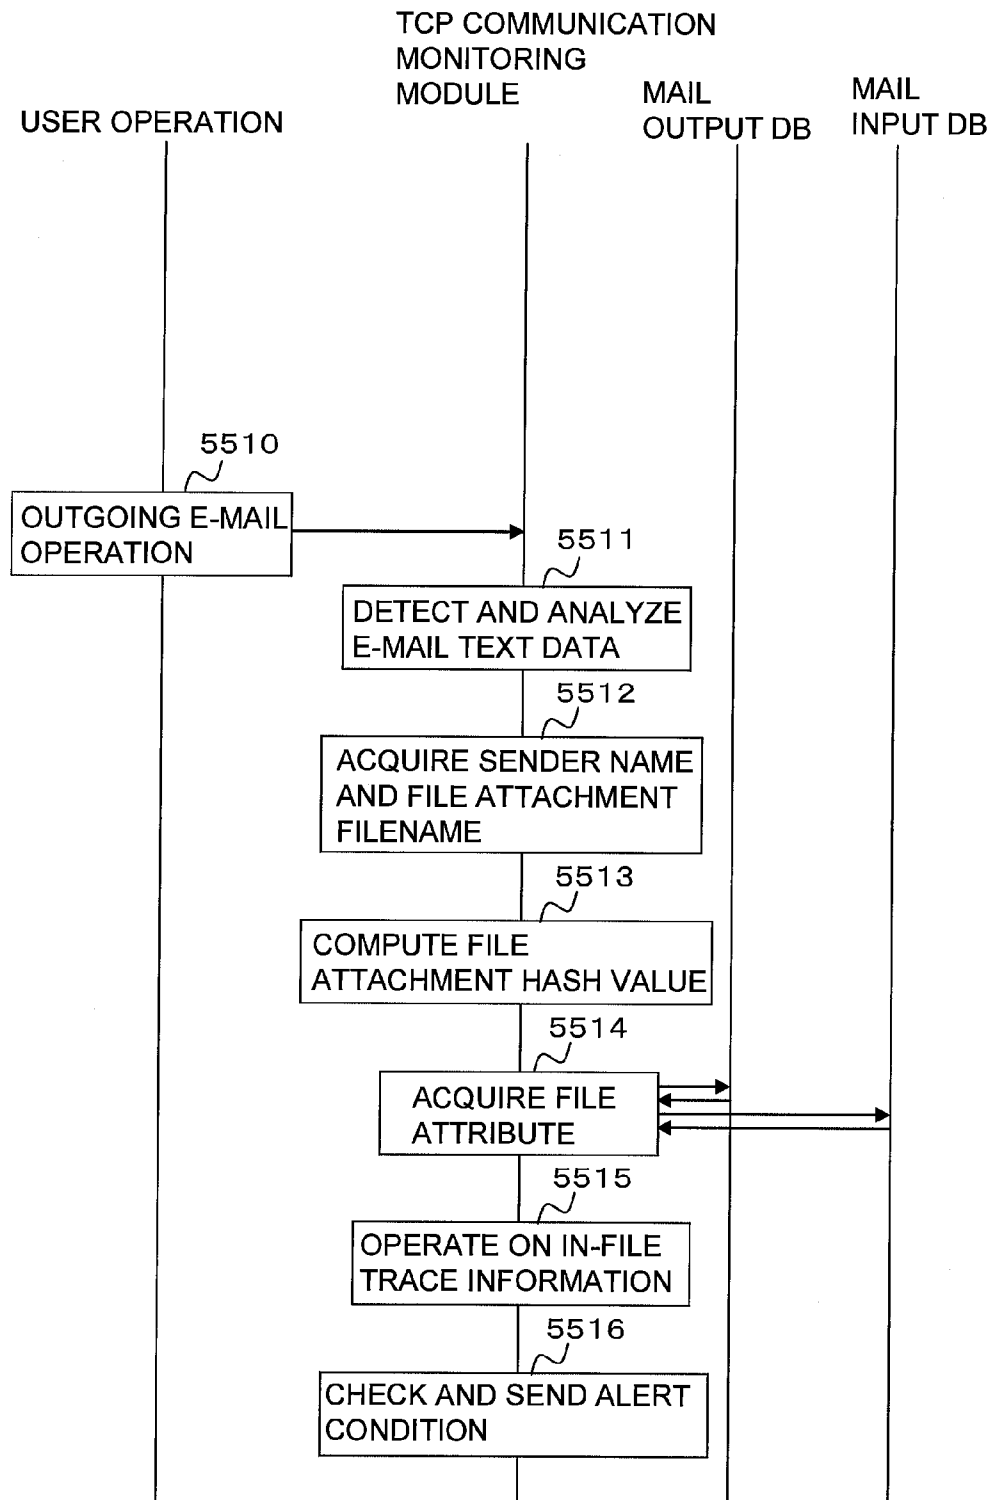 TCP COMMUNICATION
MONITORING
MODULE
USER OPERATION
MAIL
OUTPUT DB
MAIL
INPUT DB
5510
OUTGOING E-MAIL
OPERATION
5511
DETECT AND ANALYZE
E-MAIL TEXT DATA
5512
ACQUIRE SENDER NAME
AND FILE ATTACHMENT
FILENAME
5513
COMPUTE FILE
ATTACHMENT HASH VALUE
5514
ACQUIRE FILE
ATTRIBUTE
5515
OPERATE ON IN-FILE
TRACE INFORMATION
5516
CHECK AND SEND ALERT
CONDITION